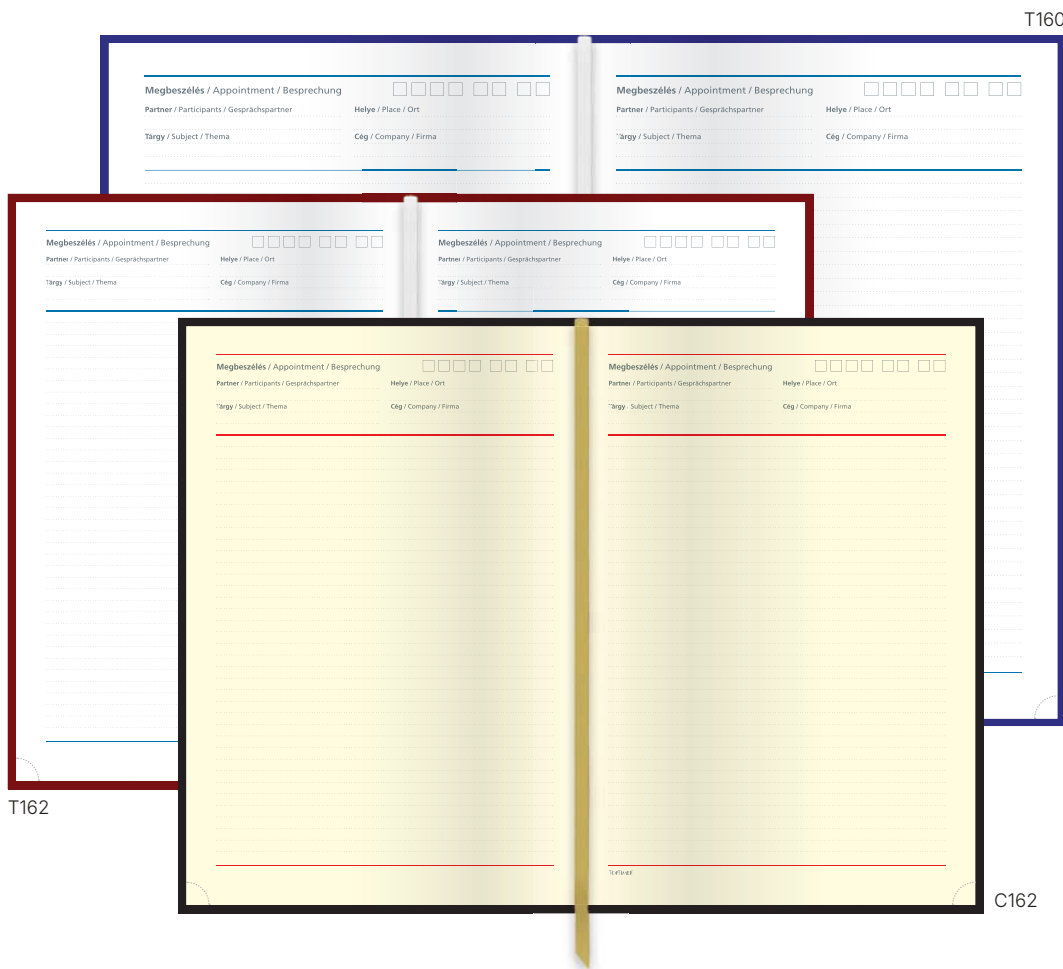 T160
Megbeszélés / Appointment / Besprechung
Partner / Participants / Gesprächspartner Helye / Place / Ort
Tárgy / Subject / Thema Cég / Company / Firma
Megbeszélés / Appointment / Besprechung
Partner / Participants / Gesprächspartner Helye / Place / Ort
Tárgy / Subject / Thema Cég / Company / Firma
Megbeszélés / Appointment / Besprechung
Partner / Participants / Gesprächspartner Helye / Place / Ort
Tárgy / Subject / Thema Cég / Company / Firma
Megbeszélés / Appointment / Besprechung
Partner / Participants / Gesprächspartner Helye / Place / Ort
Tárgy / Subject / Thema Cég / Company / Firma
Megbeszélés / Appointment / Besprechung
Partner / Participants / Gesprächspartner Helye / Place / Ort
Tárgy / Subject / Thema Cég / Company / Firma
Megbeszélés / Appointment / Besprechung
Partner / Participants / Gesprächspartner Helye / Place / Ort
Tárgy / Subject / Thema Cég / Company / Firma
T162
C162